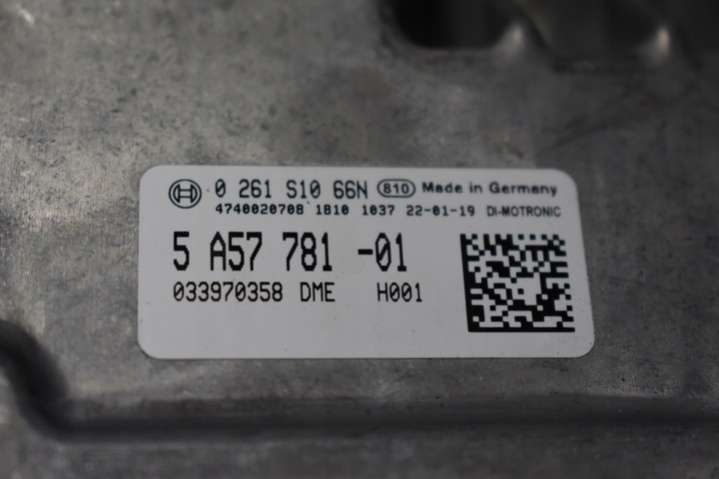 0 261 S10 66N 810 Made in Germany
4740020708 1B10 1037 22-01-19 DI-MOTRONIC
5 A57 781 -01
033970358 DME H001